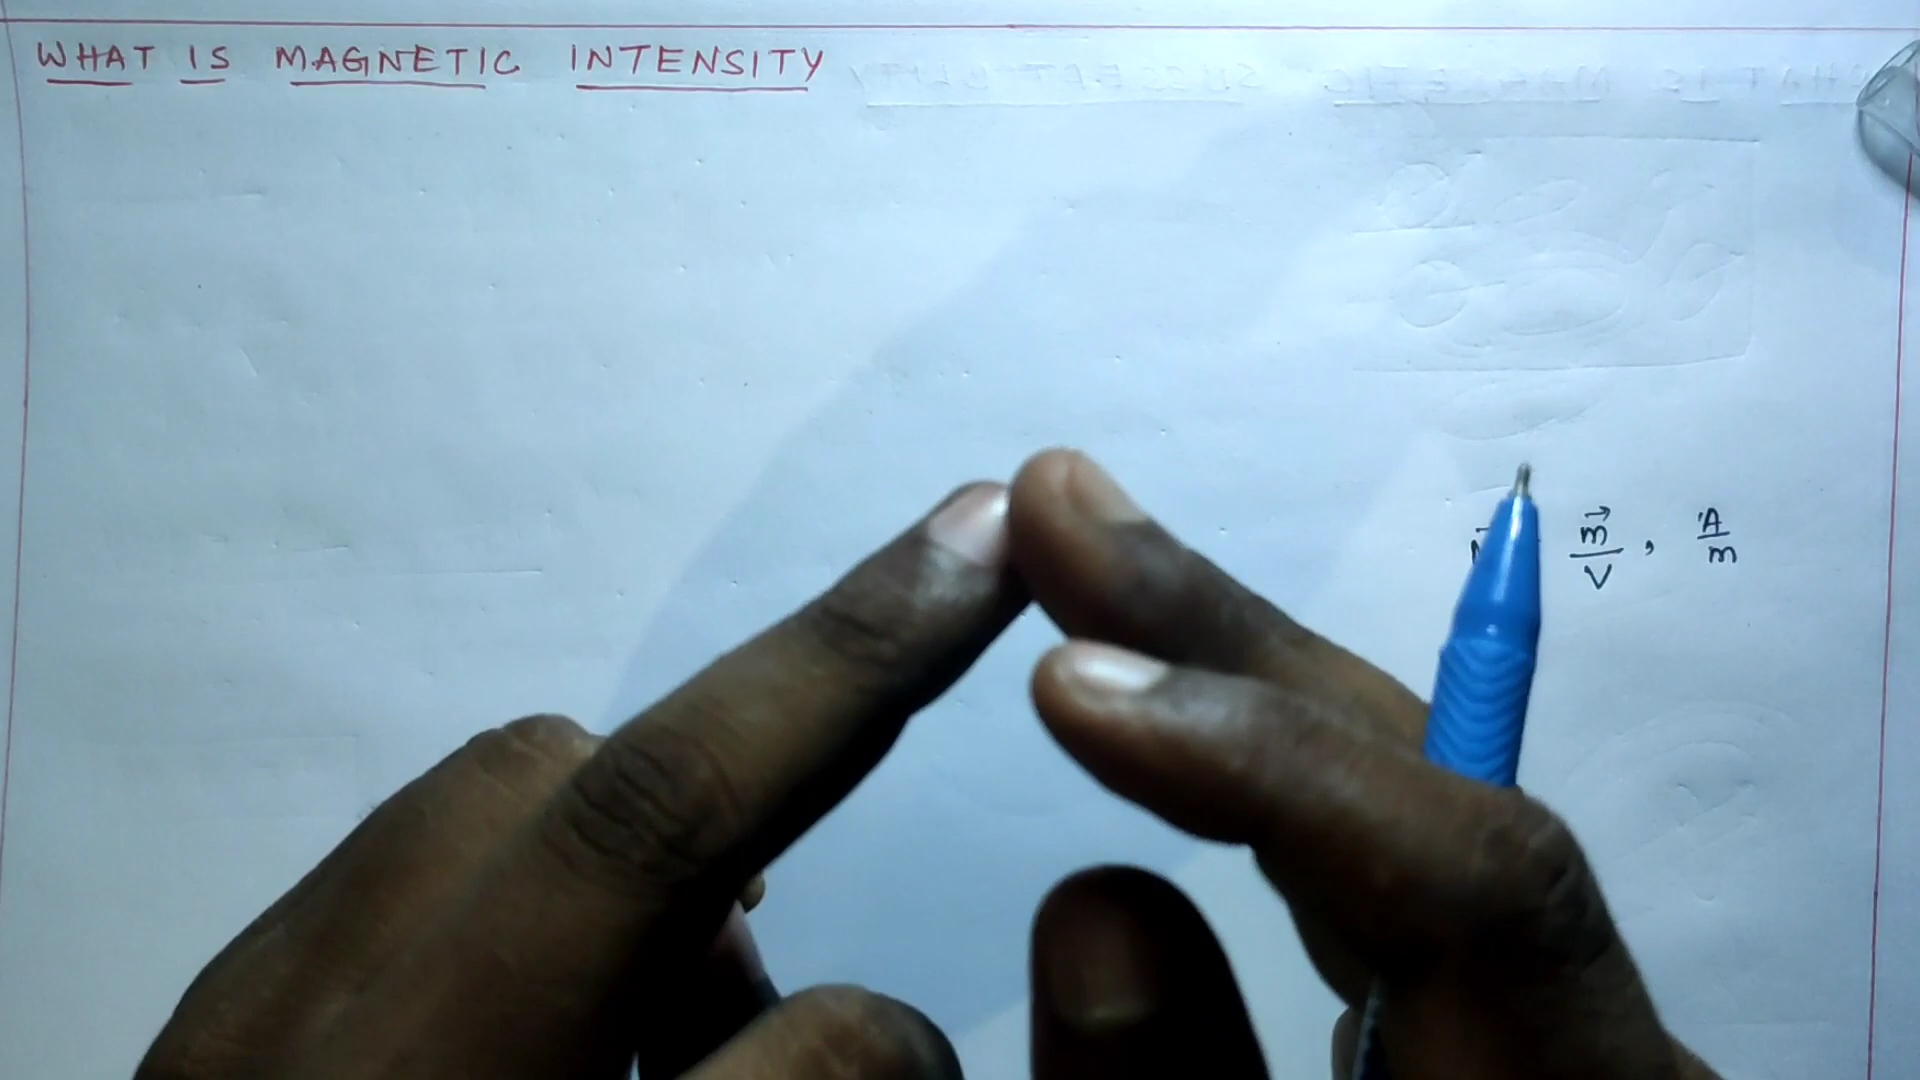 WHAT IS MAGNETIC INTENSITY
m⃗/V , A/m